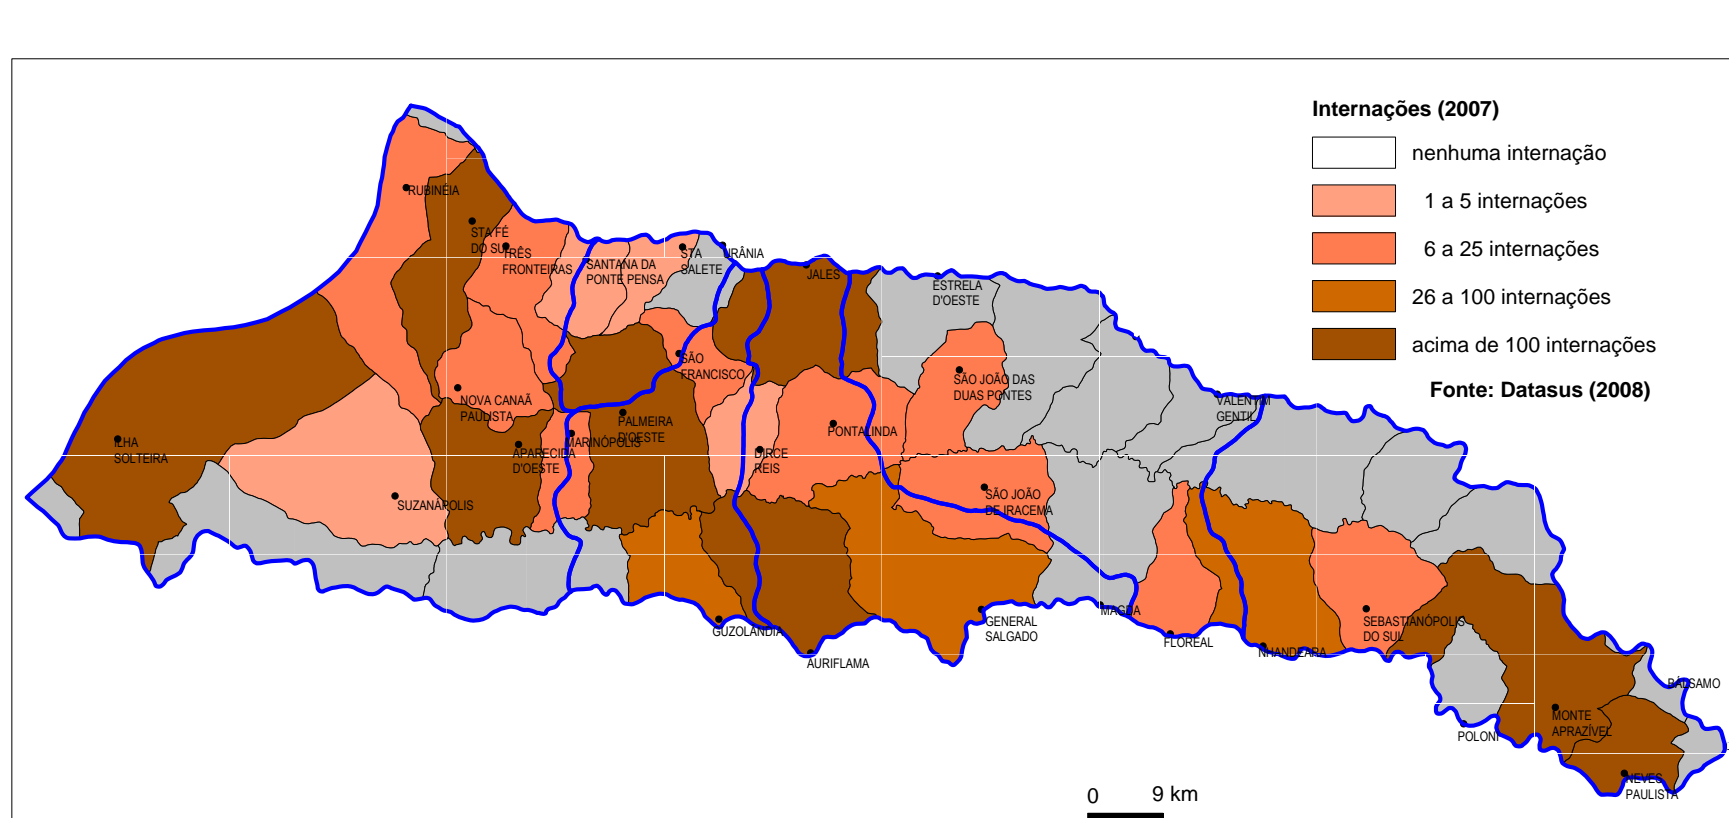 Internações (2007)
nenhuma internação
1 a 5 internações
6 a 25 internações
26 a 100 internações
acima de 100 internações
Fonte: Datasus (2008)
RUBINÉIA
STA FÉ
DO SUL
TRÊS
FRONTEIRAS
SANTANA DA
PONTE PENSA
STA
SALETE
URÂNIA
JALES
ESTRELA
D'OESTE
SÃO
FRANCISCO
SÃO JOÃO DAS
DUAS PONTES
NOVA CANAÃ
PAULISTA
PALMEIRA
D'OESTE
MARINÓPOLIS
PONTALINDA
VALENTIM
GENTIL
ILHA
SOLTEIRA
APARECIDA
D'OESTE
DIRCE
REIS
SUZANÁPOLIS
SÃO JOÃO
DE IRACEMA
GUZOLÂNDIA
AURIFLAMA
GENERAL
SALGADO
MAGDA
FLOREAL
NHANDEARA
SEBASTIANÓPOLIS
DO SUL
BÁLSAMO
MONTE
APRAZÍVEL
POLONI
NEVES
PAULISTA
0 9 km